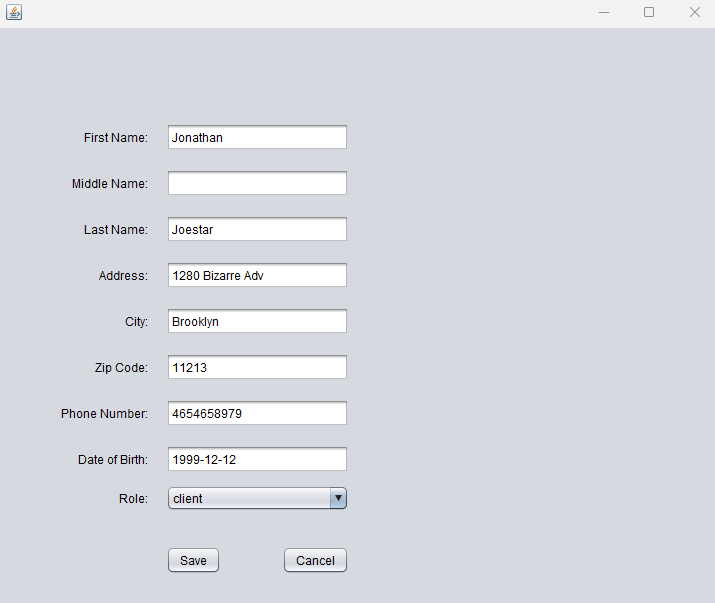 First Name: Jonathan
Middle Name:
Last Name: Joestar
Address: 1280 Bizarre Adv
City: Brooklyn
Zip Code: 11213
Phone Number: 4654658979
Date of Birth: 1999-12-12
Role: client
Save Cancel